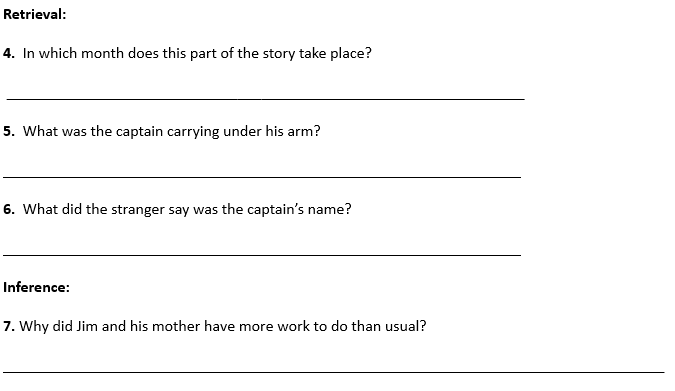 Retrieval:
4. In which month does this part of the story take place?
5. What was the captain carrying under his arm?
6. What did the stranger say was the captain’s name?
Inference:
7. Why did Jim and his mother have more work to do than usual?